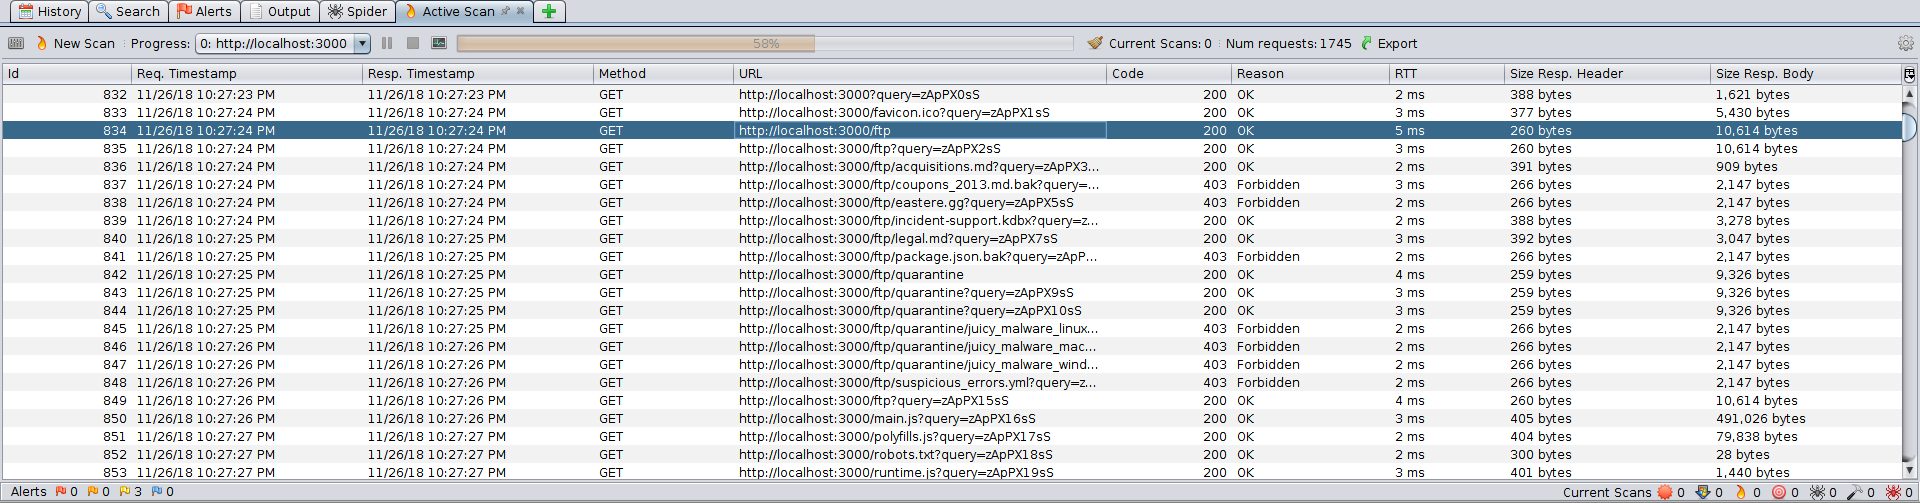 History Search Alerts Output Spider Active Scan
New Scan Progress: 0: http://localhost:3000 58% Current Scans: 0 Num requests: 1745 Export
Id Req. Timestamp Resp. Timestamp Method URL Code Reason RTT Size Resp. Header Size Resp. Body
832 11/26/18 10:27:23 PM 11/26/18 10:27:23 PM GET http://localhost:3000?query=zApPX0sS 200 OK 2 ms 388 bytes 1,621 bytes
833 11/26/18 10:27:24 PM 11/26/18 10:27:24 PM GET http://localhost:3000/favicon.ico?query=zApPX1sS 200 OK 3 ms 377 bytes 5,430 bytes
834 11/26/18 10:27:24 PM 11/26/18 10:27:24 PM GET http://localhost:3000/ftp 200 OK 5 ms 260 bytes 10,614 bytes
835 11/26/18 10:27:24 PM 11/26/18 10:27:24 PM GET http://localhost:3000/ftp?query=zApPX2sS 200 OK 3 ms 260 bytes 10,614 bytes
836 11/26/18 10:27:24 PM 11/26/18 10:27:24 PM GET http://localhost:3000/ftp/acquisitions.md?query=zApPX3... 200 OK 2 ms 391 bytes 909 bytes
837 11/26/18 10:27:24 PM 11/26/18 10:27:24 PM GET http://localhost:3000/ftp/coupons_2013.md.bak?query=... 403 Forbidden 3 ms 266 bytes 2,147 bytes
838 11/26/18 10:27:24 PM 11/26/18 10:27:24 PM GET http://localhost:3000/ftp/eastere.gg?query=zApPX5sS 403 Forbidden 2 ms 266 bytes 2,147 bytes
839 11/26/18 10:27:24 PM 11/26/18 10:27:24 PM GET http://localhost:3000/ftp/incident-support.kdbx?query=z... 200 OK 2 ms 388 bytes 3,278 bytes
840 11/26/18 10:27:25 PM 11/26/18 10:27:25 PM GET http://localhost:3000/ftp/legal.md?query=zApPX7sS 200 OK 3 ms 392 bytes 3,047 bytes
841 11/26/18 10:27:25 PM 11/26/18 10:27:25 PM GET http://localhost:3000/ftp/package.json.bak?query=zApP... 403 Forbidden 2 ms 266 bytes 2,147 bytes
842 11/26/18 10:27:25 PM 11/26/18 10:27:25 PM GET http://localhost:3000/ftp/quarantine 200 OK 4 ms 259 bytes 9,326 bytes
843 11/26/18 10:27:25 PM 11/26/18 10:27:25 PM GET http://localhost:3000/ftp/quarantine?query=zApPX9sS 200 OK 3 ms 259 bytes 9,326 bytes
844 11/26/18 10:27:25 PM 11/26/18 10:27:25 PM GET http://localhost:3000/ftp/quarantine?query=zApPX10sS 200 OK 3 ms 259 bytes 9,326 bytes
845 11/26/18 10:27:25 PM 11/26/18 10:27:25 PM GET http://localhost:3000/ftp/quarantine/juicy_malware_linux... 403 Forbidden 2 ms 266 bytes 2,147 bytes
846 11/26/18 10:27:26 PM 11/26/18 10:27:26 PM GET http://localhost:3000/ftp/quarantine/juicy_malware_mac... 403 Forbidden 2 ms 266 bytes 2,147 bytes
847 11/26/18 10:27:26 PM 11/26/18 10:27:26 PM GET http://localhost:3000/ftp/quarantine/juicy_malware_wind... 403 Forbidden 2 ms 266 bytes 2,147 bytes
848 11/26/18 10:27:26 PM 11/26/18 10:27:26 PM GET http://localhost:3000/ftp/suspicious_errors.yml?query=z... 403 Forbidden 2 ms 266 bytes 2,147 bytes
849 11/26/18 10:27:26 PM 11/26/18 10:27:26 PM GET http://localhost:3000/ftp?query=zApPX15sS 200 OK 4 ms 260 bytes 10,614 bytes
850 11/26/18 10:27:26 PM 11/26/18 10:27:26 PM GET http://localhost:3000/main.js?query=zApPX16sS 200 OK 3 ms 405 bytes 491,026 bytes
851 11/26/18 10:27:27 PM 11/26/18 10:27:27 PM GET http://localhost:3000/polyfills.js?query=zApPX17sS 200 OK 2 ms 404 bytes 79,838 bytes
852 11/26/18 10:27:27 PM 11/26/18 10:27:27 PM GET http://localhost:3000/robots.txt?query=zApPX18sS 200 OK 2 ms 300 bytes 28 bytes
853 11/26/18 10:27:27 PM 11/26/18 10:27:27 PM GET http://localhost:3000/runtime.js?query=zApPX19sS 200 OK 3 ms 401 bytes 1,440 bytes
Alerts 0 0 3 0 Current Scans 0 0 0 0 0 0 0